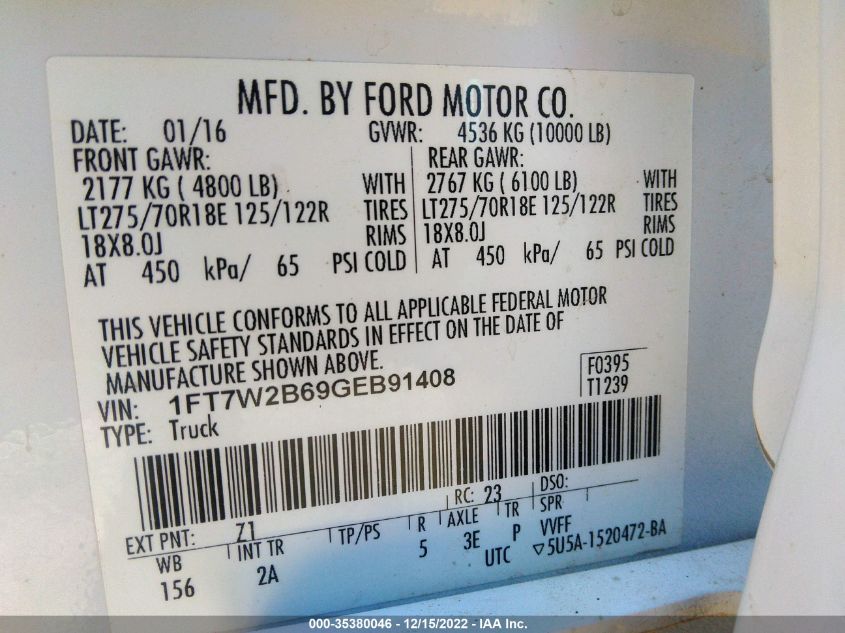 MFD. BY FORD MOTOR CO.
DATE: 01/16 GVWR: 4536 KG (10000 LB)
FRONT GAWR: REAR GAWR:
2177 KG ( 4800 LB) WITH 2767 KG ( 6100 LB) WITH
LT275/70R18E 125/122R TIRES LT275/70R18E 125/122R TIRES
18X8.0J RIMS 18X8.0J RIMS
AT 450 kPa/ 65 PSI COLD AT 450 kPa/ 65 PSI COLD
THIS VEHICLE CONFORMS TO ALL APPLICABLE FEDERAL MOTOR
VEHICLE SAFETY STANDARDS IN EFFECT ON THE DATE OF
MANUFACTURE SHOWN ABOVE.
VIN: 1FT7W2B69GEB91408 F0395
TYPE: Truck T1239
RC: 23 DSO:
EXT PNT: Z1
WB INT TR TP/PS R AXLE TR SPR
156 2A 5 3E P VVFF
UTC ▽5U5A-1520472-BA
000-35380046 - 12/15/2022 - IAA Inc.